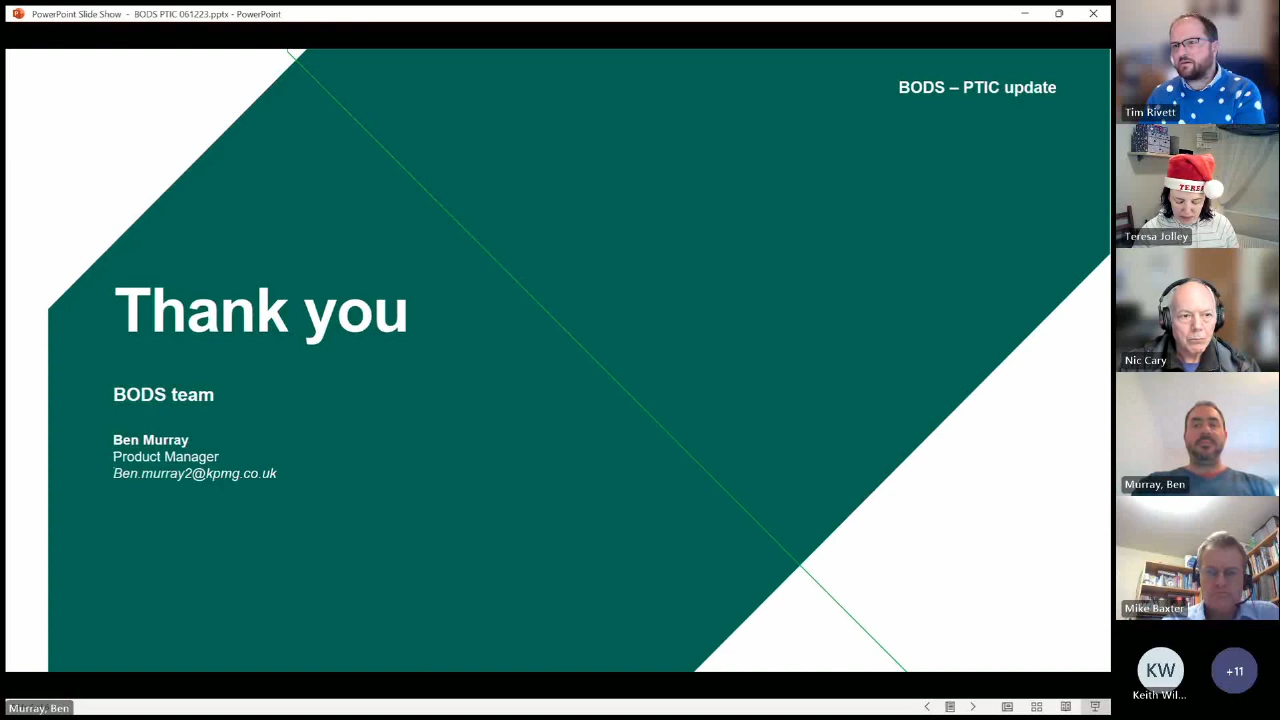 PowerPoint Slide Show - BODS PTIC 061223.pptx - PowerPoint
BODS – PTIC update
Thank you
BODS team
Ben Murray
Product Manager
Ben.murray2@kpmg.co.uk
Murray, Ben
Tim Rivett
TERE
Teresa Jolley
Nic Cary
Murray, Ben
Mike Baxter
KW
Keith Wil...
+11